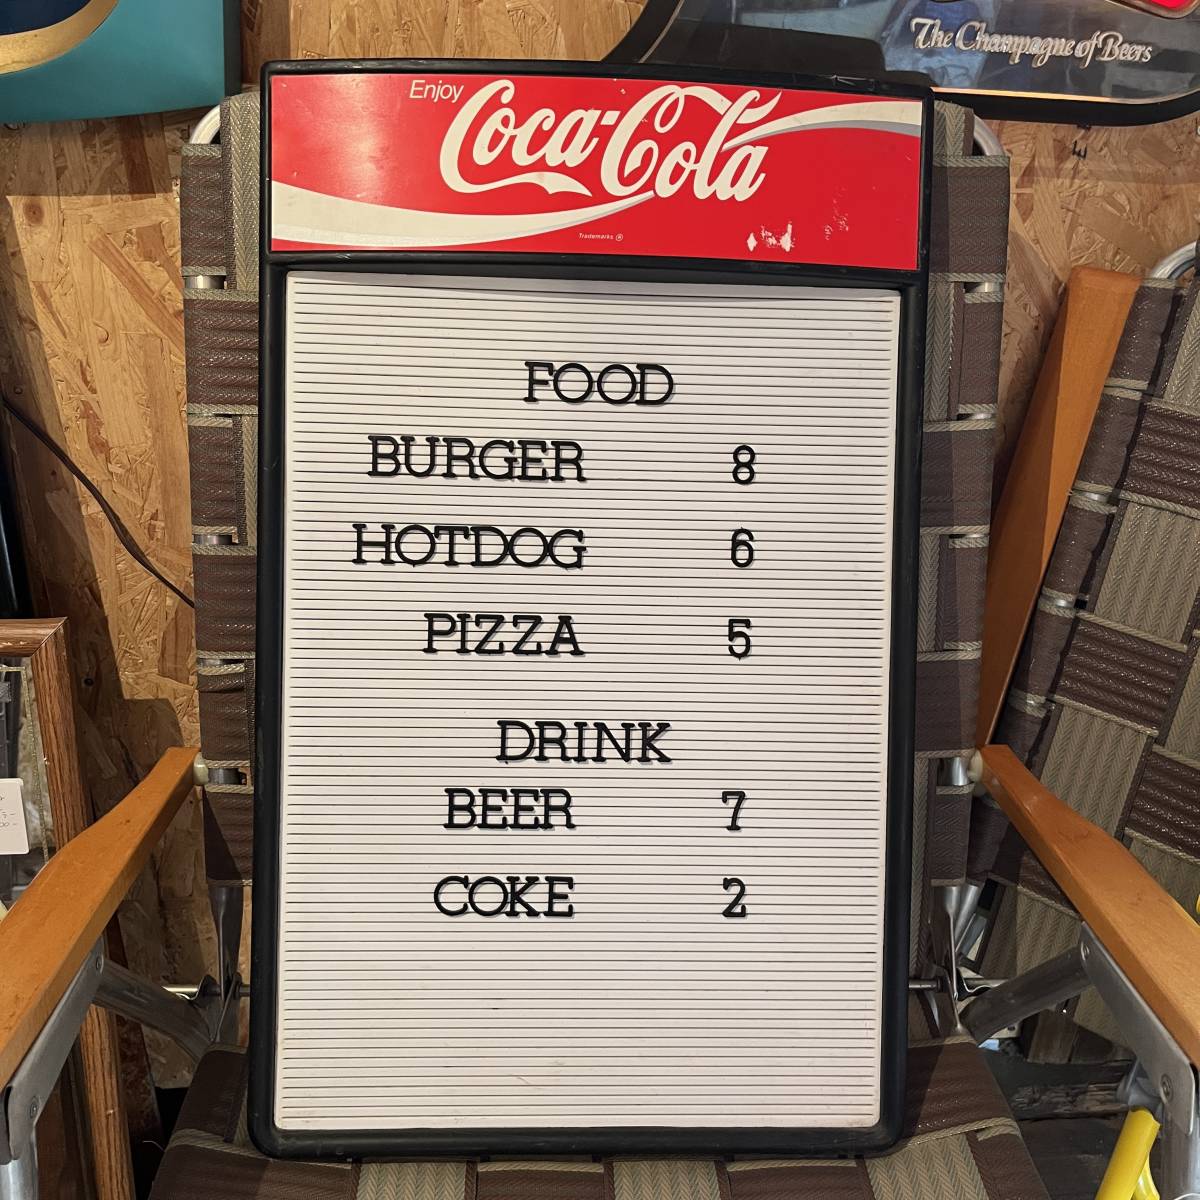 The Champagne of Beers
Enjoy
Coca-Cola
Trademarks ®
FOOD
BURGER 8
HOTDOG 6
PIZZA 5
DRINK
BEER 7
COKE 2